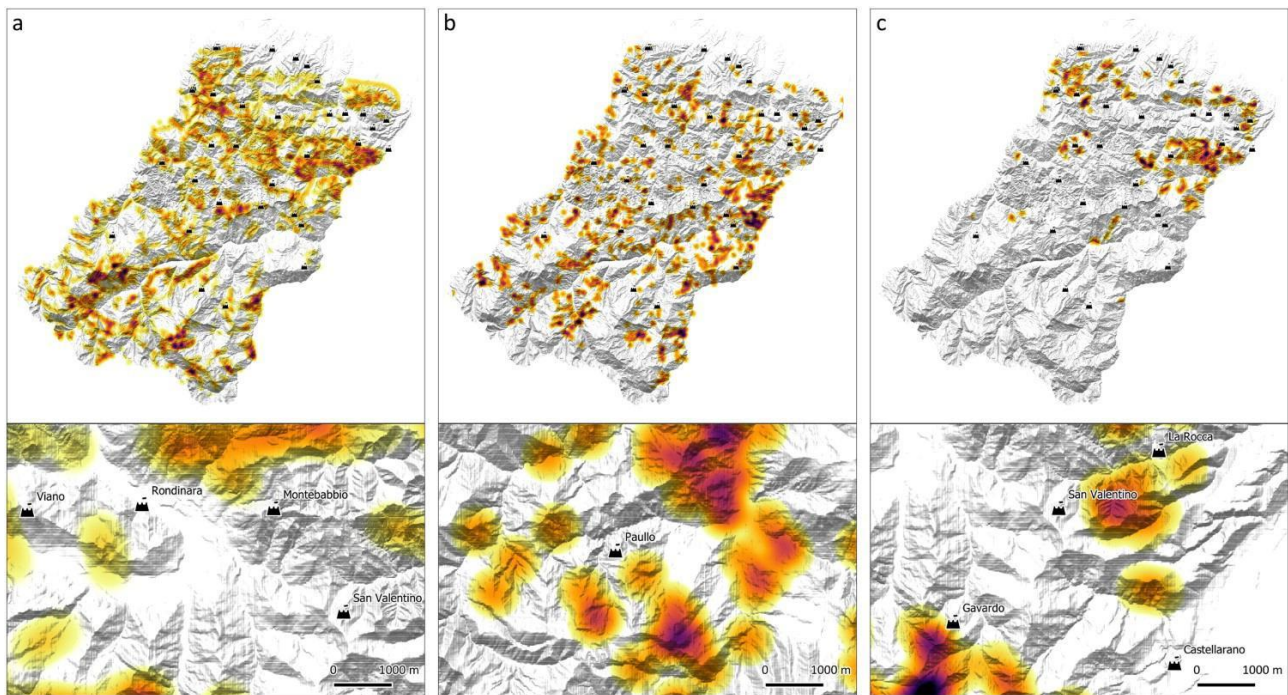 a
b
c
Viano
Rondinara
Montebabbio
San Valentino
0 1000 m
Paullo
0 1000 m
La Rocca
San Valentino
Gavardo
Castellarano
0 1000 m